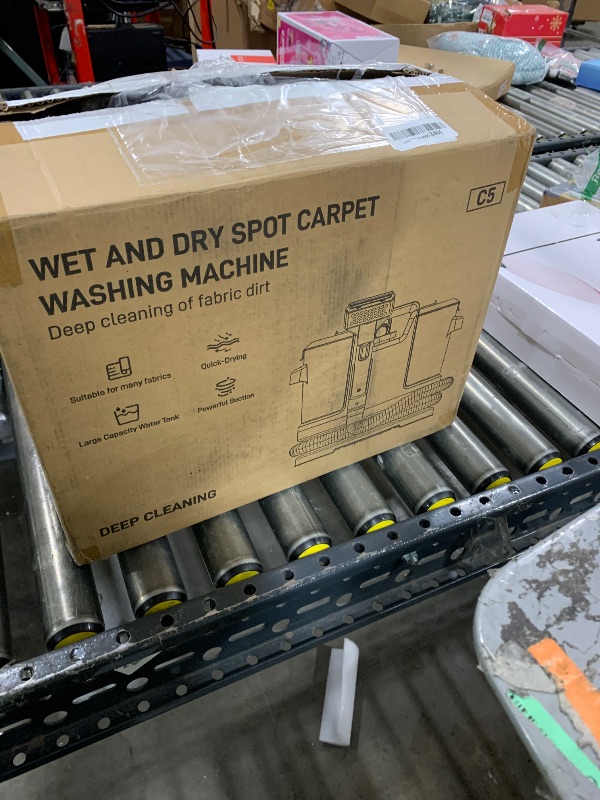 C5
WET AND DRY SPOT CARPET
WASHING MACHINE
Deep cleaning of fabric dirt
Suitable for many fabrics
Quick-Drying
Large Capacity Water Tank
Powerful Suction
DEEP CLEANING